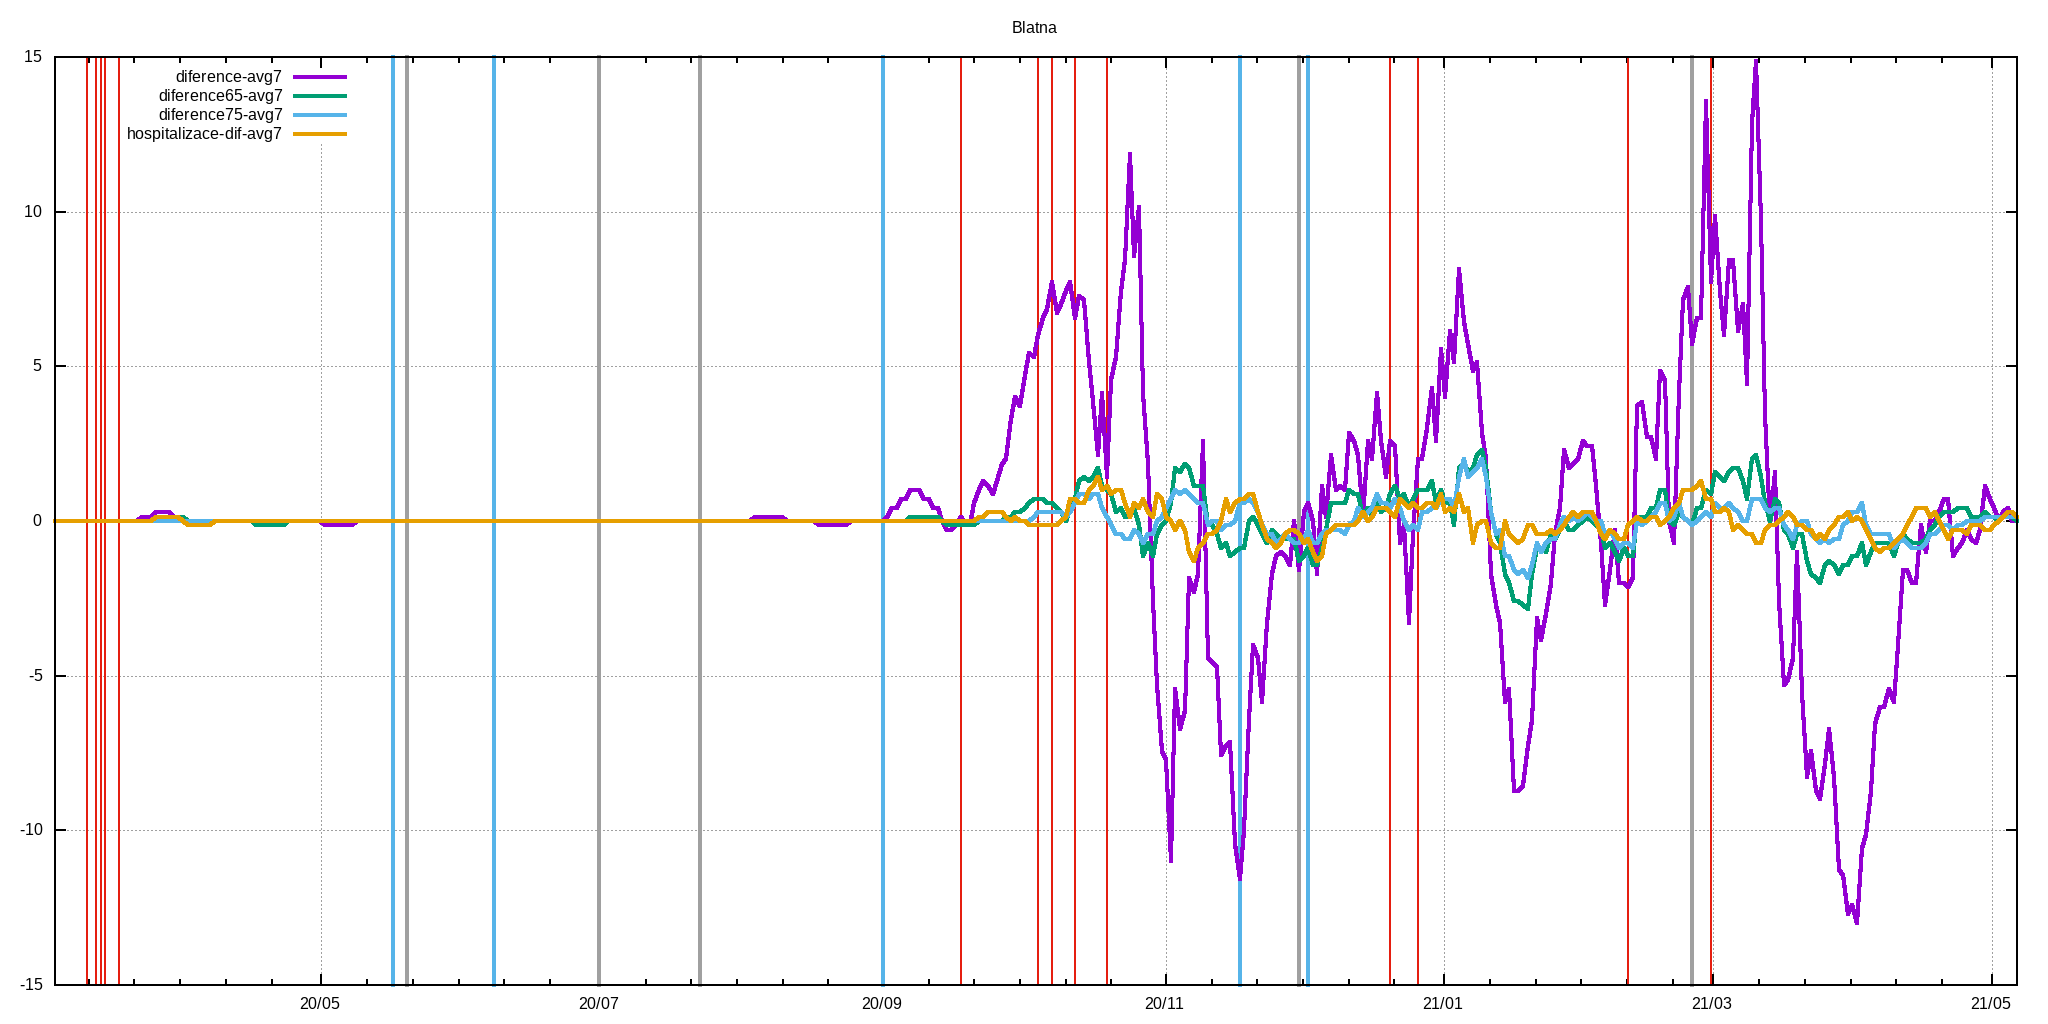 Blatna
15
10
5
0
-5
-10
-15
diference-avg7
diference65-avg7
diference75-avg7
hospitalizace-dif-avg7
20/05 20/07 20/09 20/11 21/01 21/03 21/05